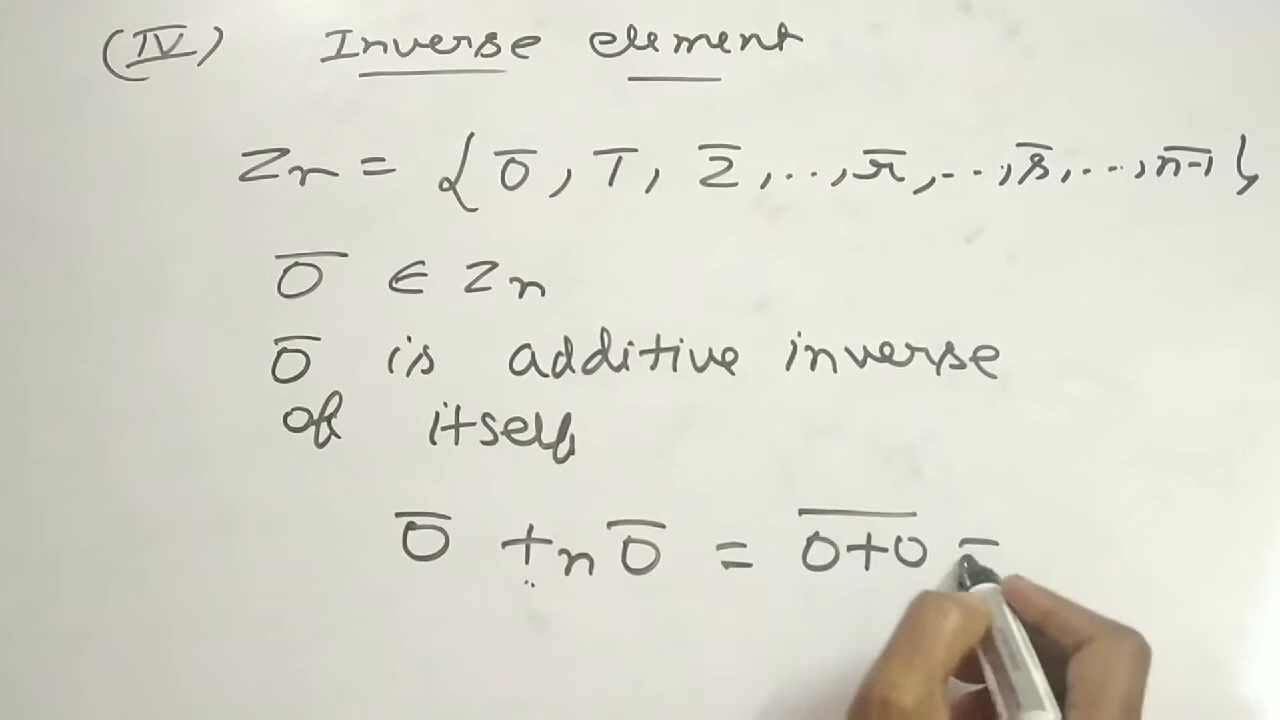 (IV) Inverse element
Zn = { 0̅, 1̅, 2̅, ..., r̅, ..., s̅, ..., n̅-̅1̅ }
0̅ ∈ Zn
0̅ is additive inverse
of itself
0̅ +n 0̅ = 0̅+̅0̅ -